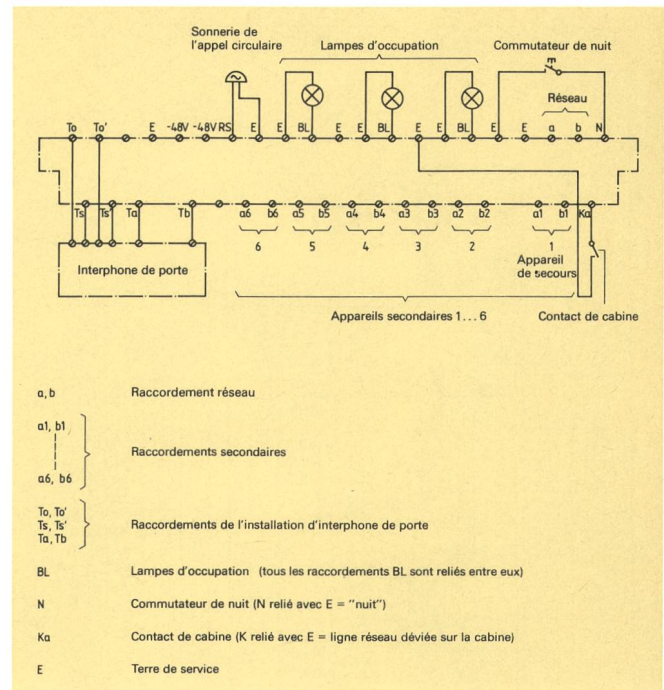 Sonnerie de
l'appel circulaire
Lampes d'occupation
Commutateur de nuit
Réseau
To To' E -48V -48V RS E E BL E E BL E E BL E E a b N
Ts Ts' Ta Tb a6 b6 a5 b5 a4 b4 a3 b3 a2 b2 a1 b1 Ka
6 5 4 3 2 1
Interphone de porte
Appareil
de secours
Appareils secondaires 1...6
Contact de cabine
a, b Raccordement réseau
a1, b1
Raccordements secondaires
a6, b6
To, To'
Ts, Ts' Raccordements de l'installation d'interphone de porte
Ta, Tb
BL Lampes d'occupation (tous les raccordements BL sont reliés entre eux)
N Commutateur de nuit (N relié avec E = "nuit")
Ka Contact de cabine (K relié avec E = ligne réseau déviée sur la cabine)
E Terre de service